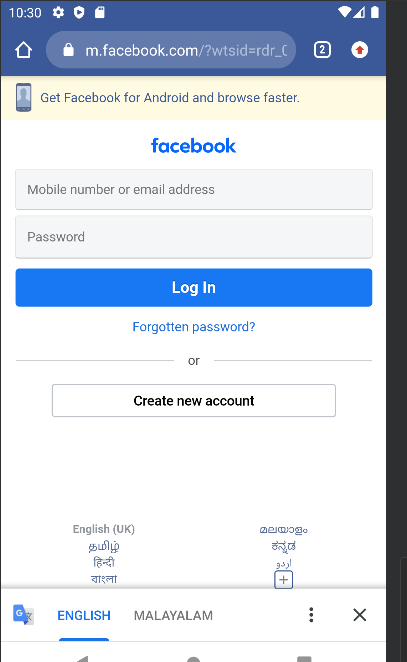 10:30
m.facebook.com/?wtsid=rdr_0
2
Get Facebook for Android and browse faster.
facebook
Mobile number or email address
Password
Log In
Forgotten password?
or
Create new account
English (UK)
മലയാളം
தமிழ்
ಕನ್ನಡ
हिन्दी
اردو
বাংলা
ENGLISH
MALAYALAM